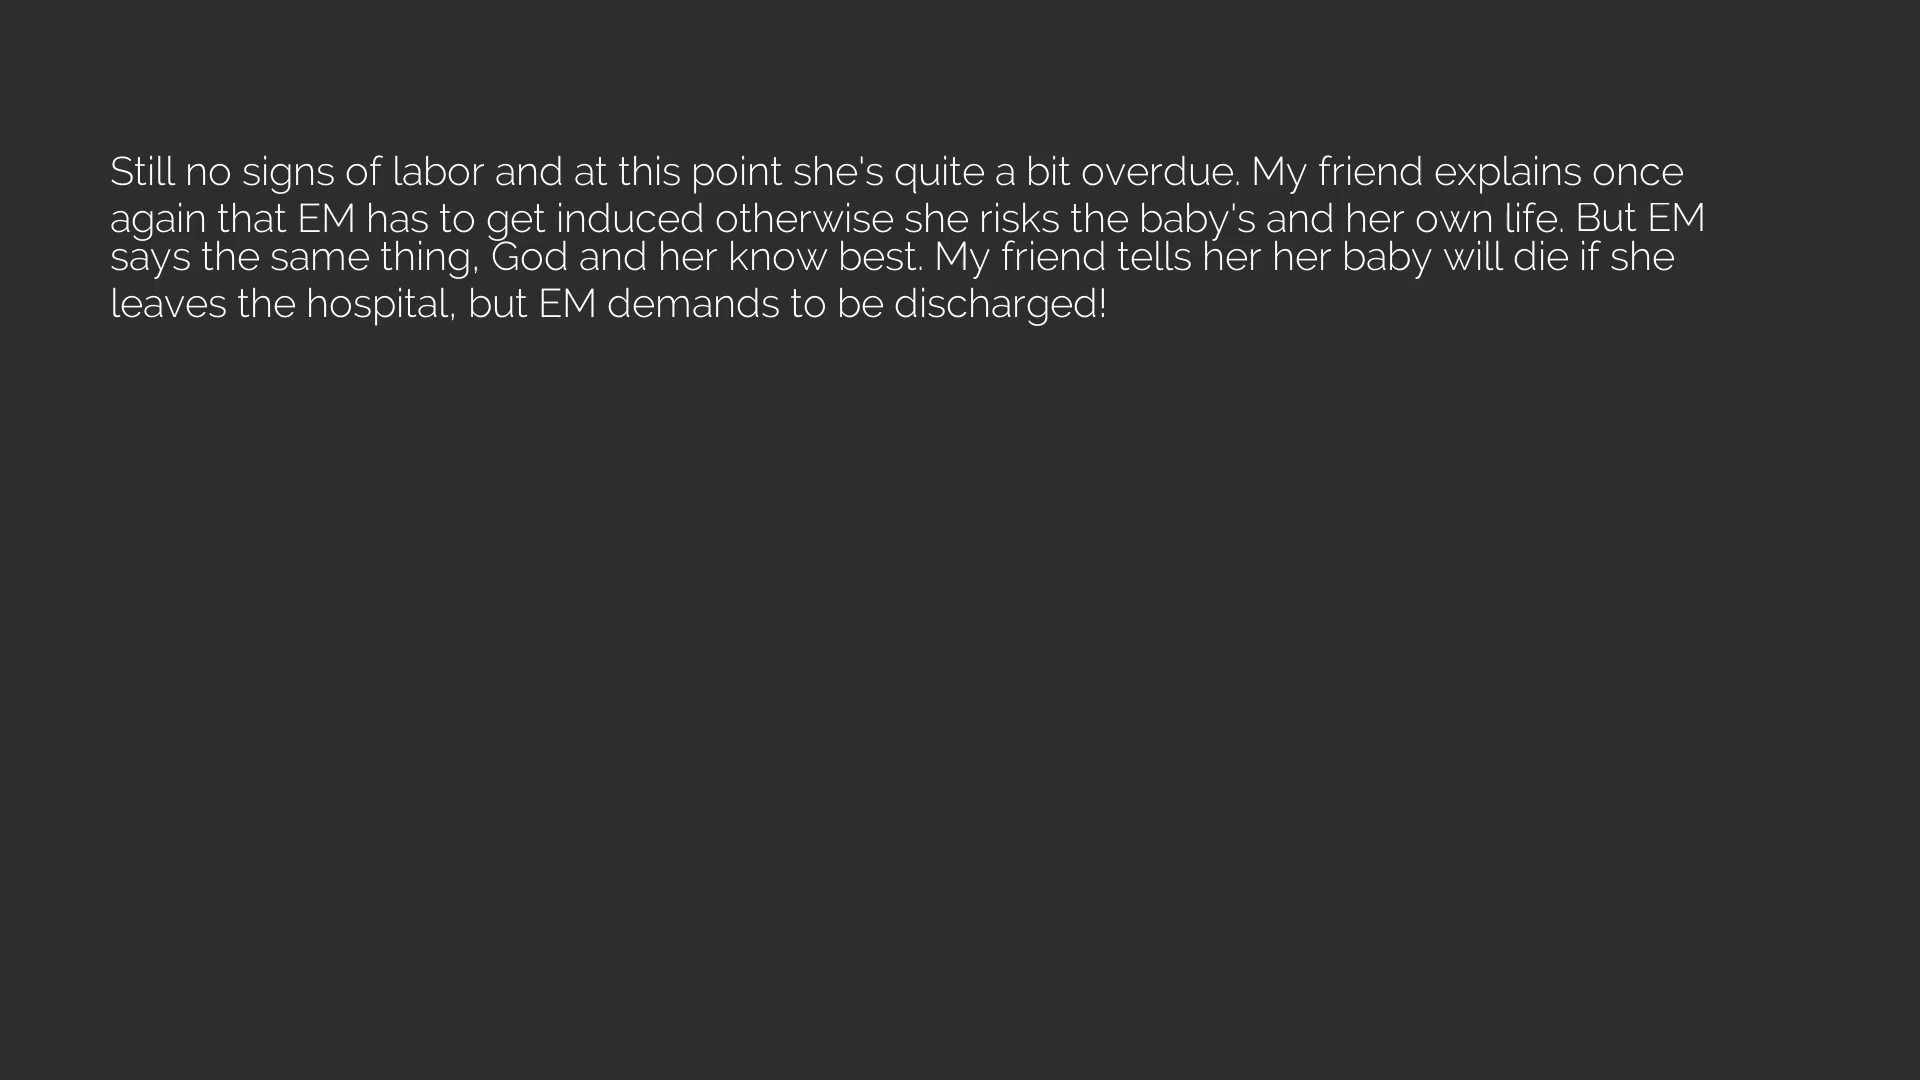 Still no signs of labor and at this point she's quite a bit overdue. My friend explains once
again that EM has to get induced otherwise she risks the baby's and her own life. But EM
says the same thing, God and her know best. My friend tells her her baby will die if she
leaves the hospital, but EM demands to be discharged!